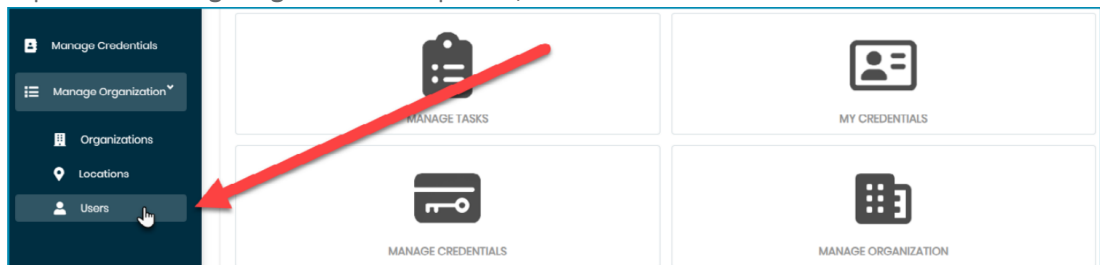 Manage Credentials
Manage Organization
Organizations
Locations
Users
MANAGE TASKS
MY CREDENTIALS
MANAGE CREDENTIALS
MANAGE ORGANIZATION